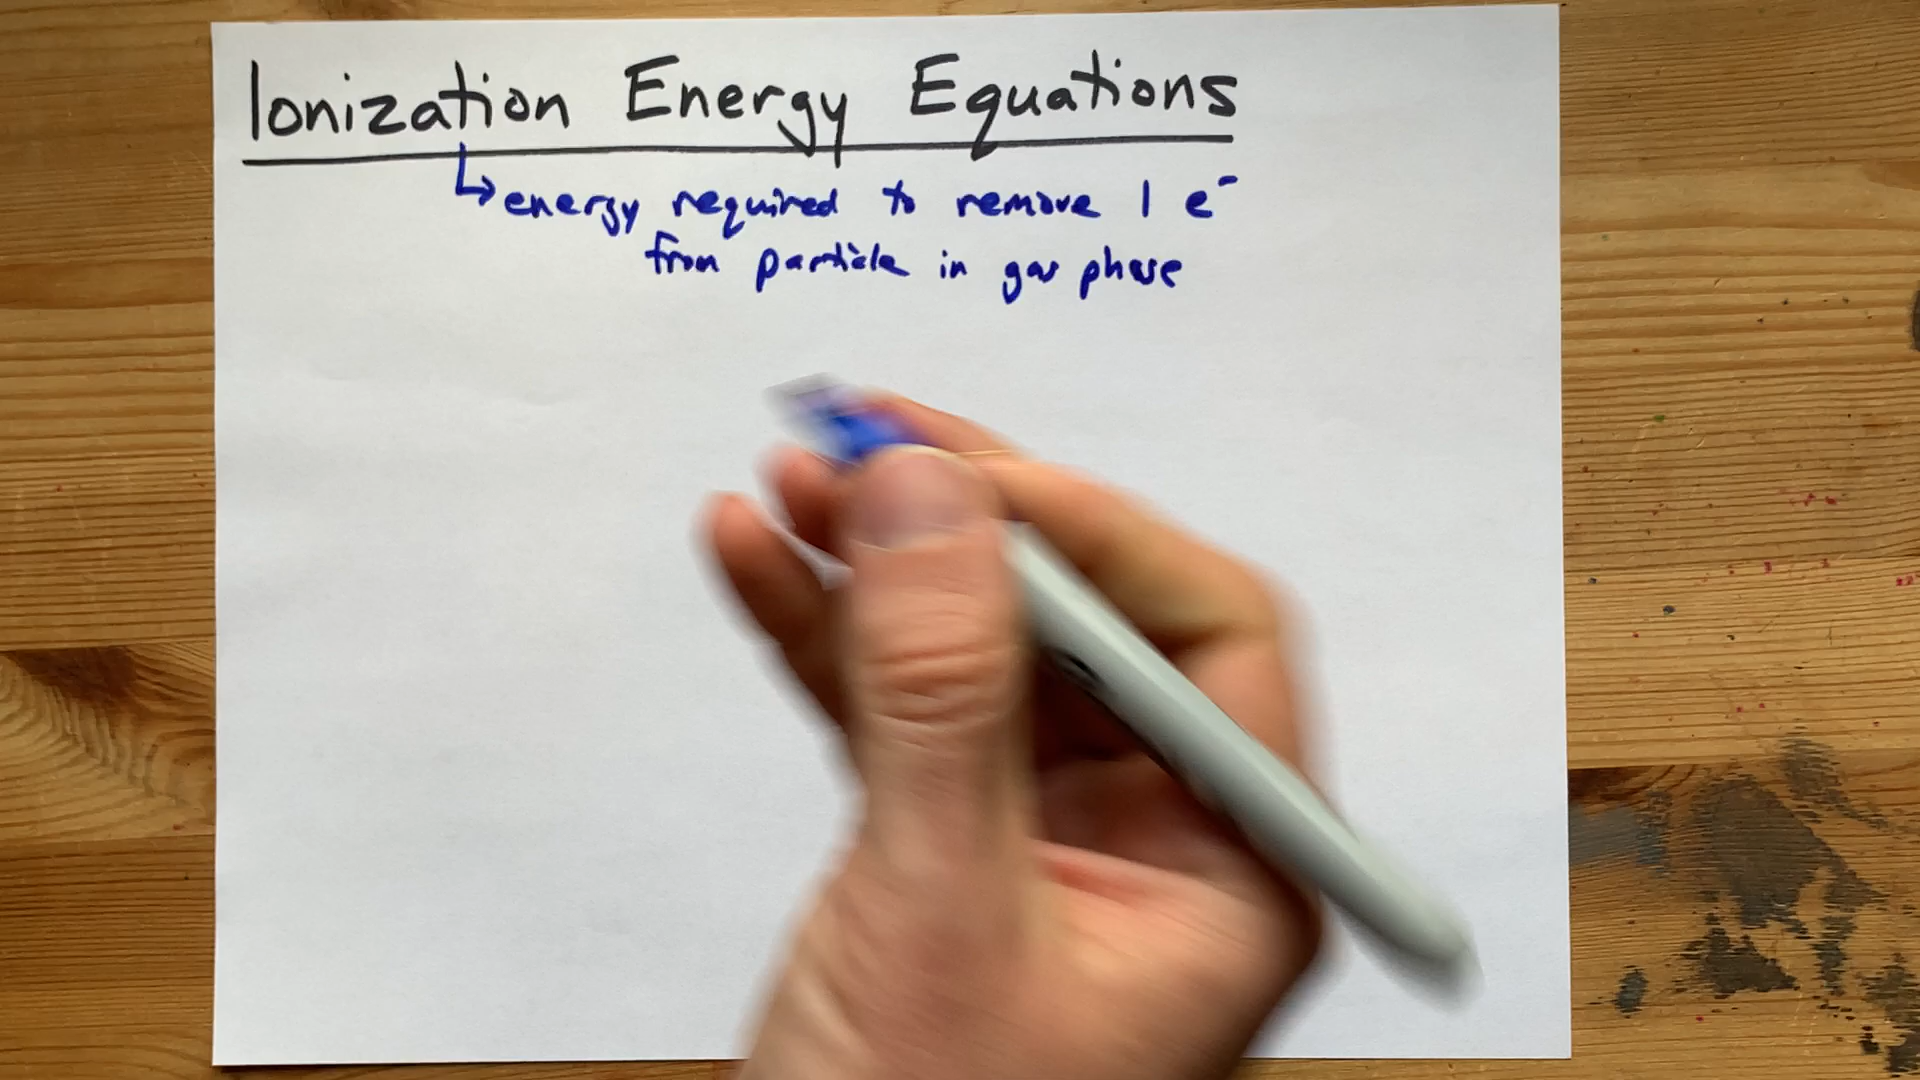 Ionization Energy Equations
↳ energy required to remove 1 e⁻
from particle in gas phase